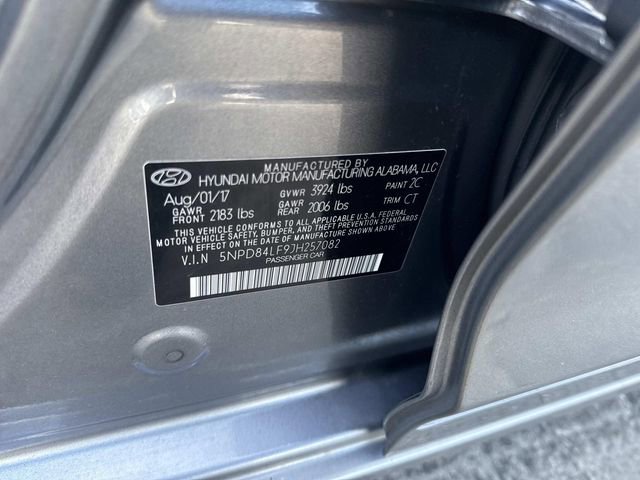 MANUFACTURED BY
HYUNDAI MOTOR MANUFACTURING ALABAMA, LLC
Aug/01/17 GVWR 3924 lbs PAINT 2C
GAWR FRONT 2183 lbs GAWR REAR 2006 lbs TRIM CT
THIS VEHICLE CONFORMS TO ALL APPLICABLE U.S.A. FEDERAL
MOTOR VEHICLE SAFETY, BUMPER, AND THEFT PREVENTION STANDARDS
IN EFFECT ON THE DATE OF MANUFACTURE SHOWN ABOVE.
V.I.N 5NPD84LF9JH257082
PASSENGER CAR